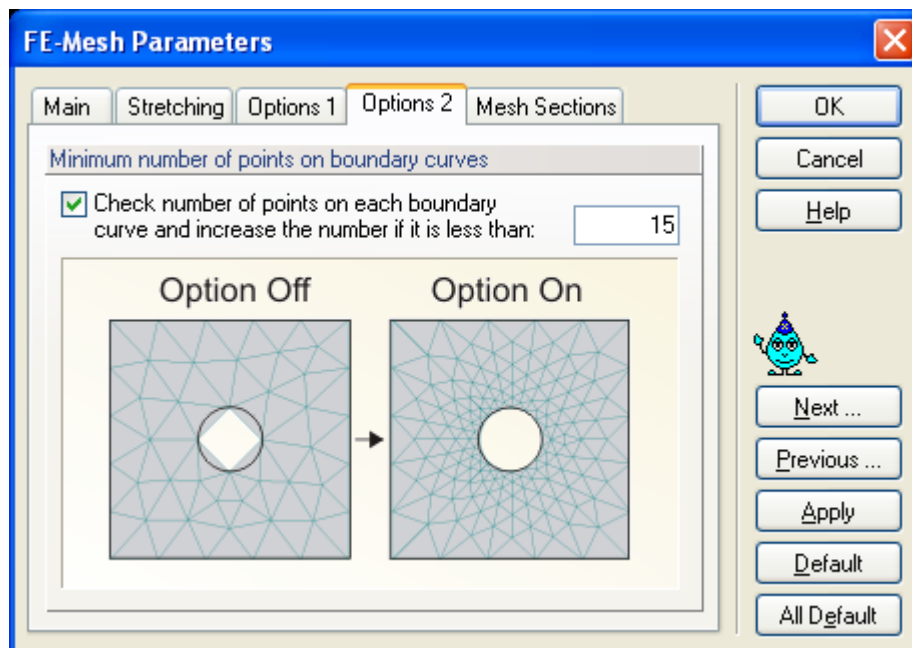 FE-Mesh Parameters
Main
Stretching
Options 1
Options 2
Mesh Sections
Minimum number of points on boundary curves
Check number of points on each boundary
curve and increase the number if it is less than:
15
Option Off
Option On
OK
Cancel
Help
Next ...
Previous ...
Apply
Default
All Default